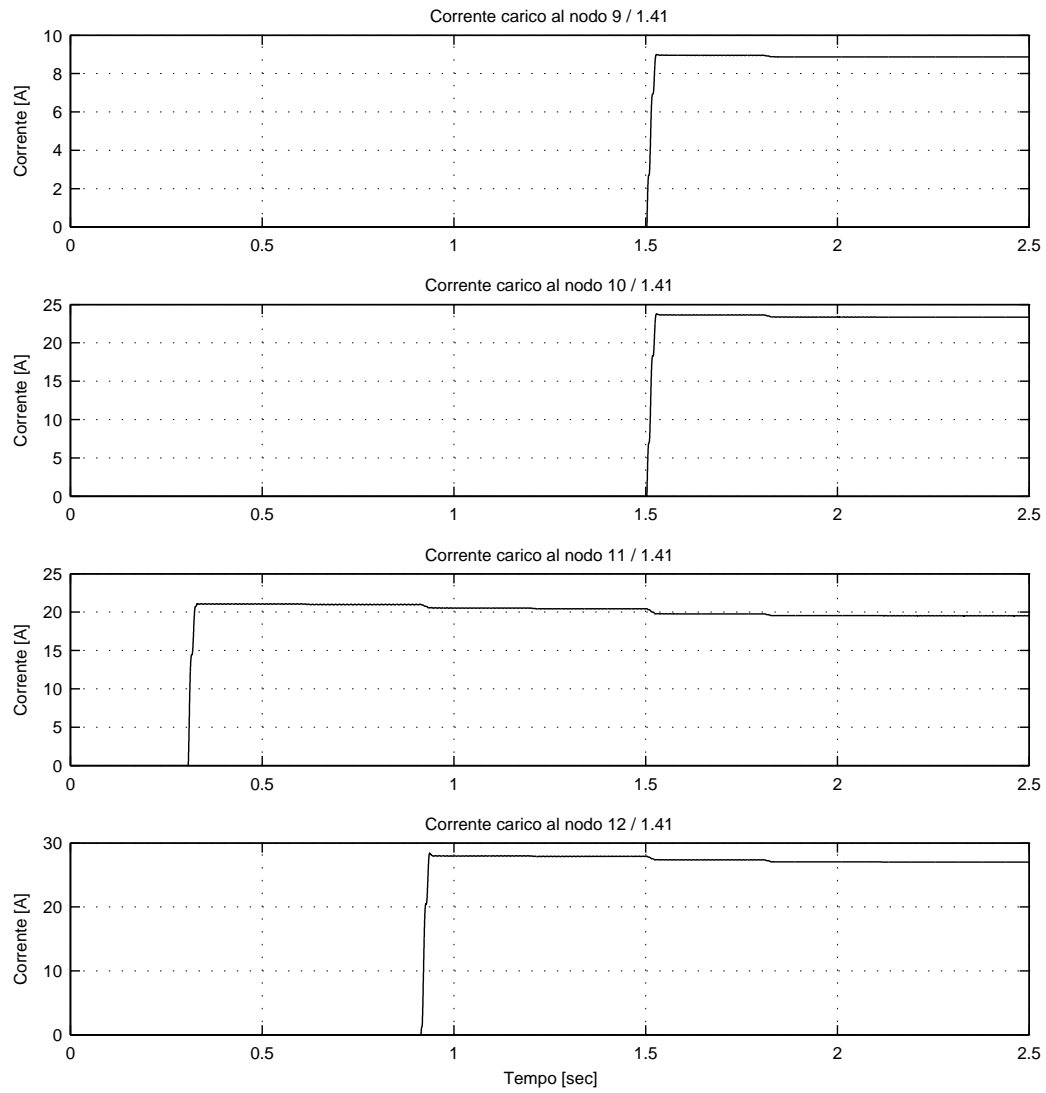 Corrente carico al nodo 9 / 1.41
10
8
6
4
2
0
Corrente [A]
0 0.5 1 1.5 2 2.5
Corrente carico al nodo 10 / 1.41
25
20
15
10
5
0
Corrente [A]
0 0.5 1 1.5 2 2.5
Corrente carico al nodo 11 / 1.41
25
20
15
10
5
0
Corrente [A]
0 0.5 1 1.5 2 2.5
Corrente carico al nodo 12 / 1.41
30
20
10
0
Corrente [A]
0 0.5 1 1.5 2 2.5
Tempo [sec]